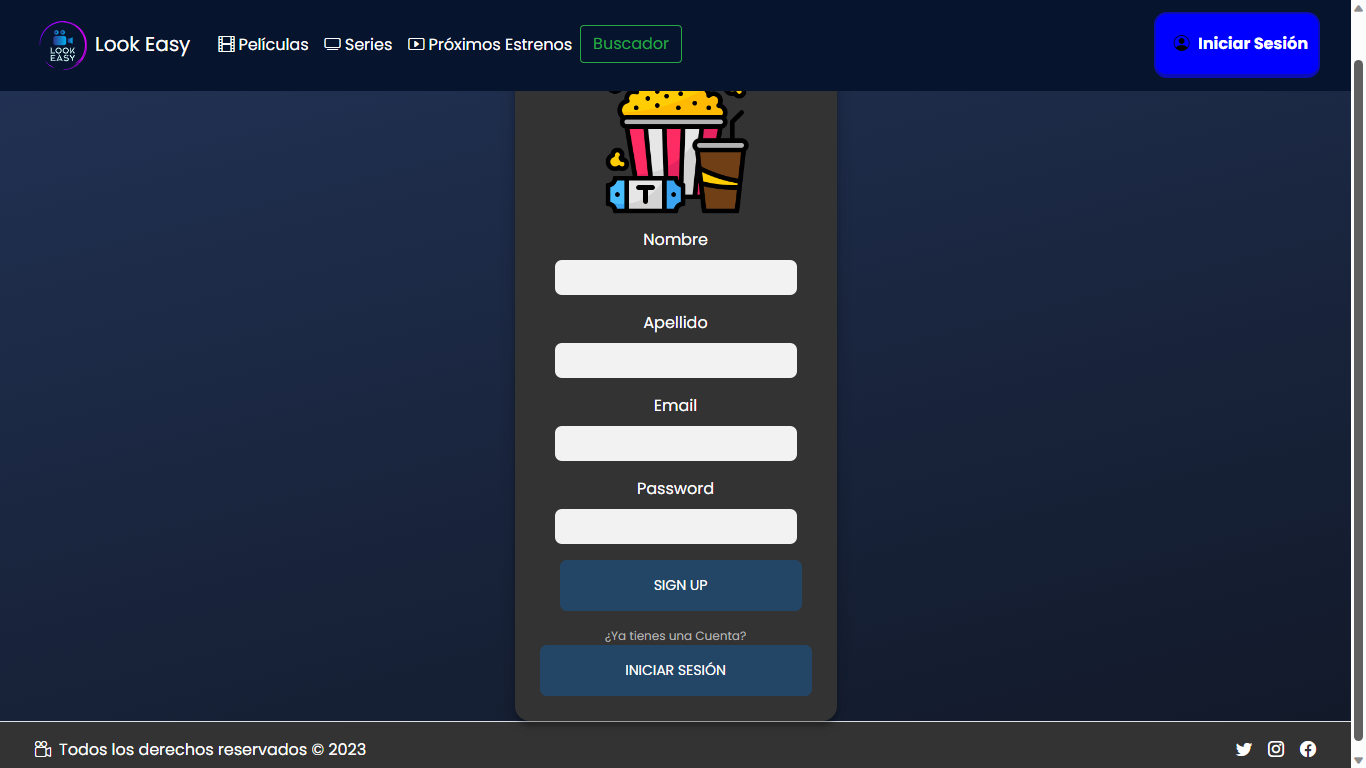 LOOK
EASY
Look Easy
Películas
Series
Próximos Estrenos
Buscador
Iniciar Sesión
T
Nombre
Apellido
Email
Password
SIGN UP
¿Ya tienes una Cuenta?
INICIAR SESIÓN
Todos los derechos reservados © 2023